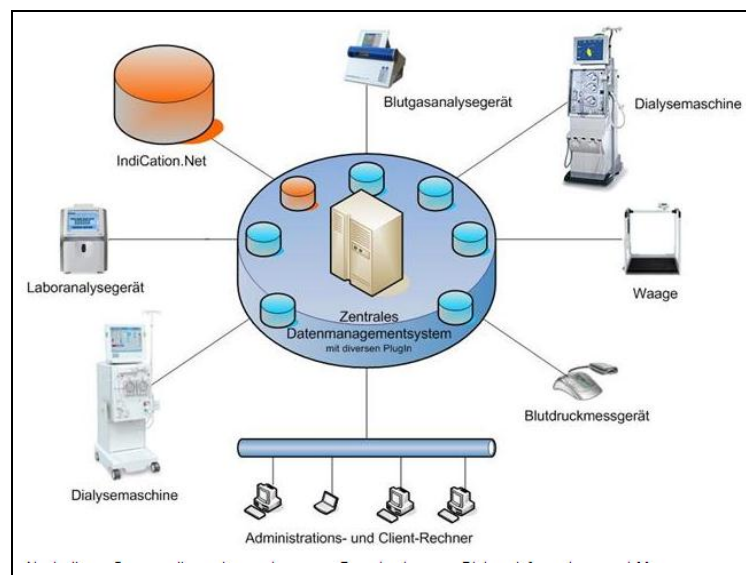 Blutgasanalysegerät
Dialysemaschine
IndiCation.Net
Laboranalysegerät
Waage
Zentrales
Datenmanagementsystem
mit diversen PlugIn
Blutdruckmessgerät
Dialysemaschine
Administrations- und Client-Rechner